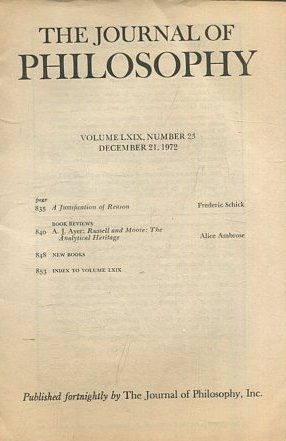 THE JOURNAL OF
PHILOSOPHY
VOLUME LXIX, NUMBER 23
DECEMBER 21, 1972
page
835 A Justification of Reason Frederic Schick
BOOK REVIEWS
840 A. J. Ayer: Russell and Moore: The
Analytical Heritage Alice Ambrose
848 NEW BOOKS
853 INDEX TO VOLUME LXIX
Published fortnightly by The Journal of Philosophy, Inc.